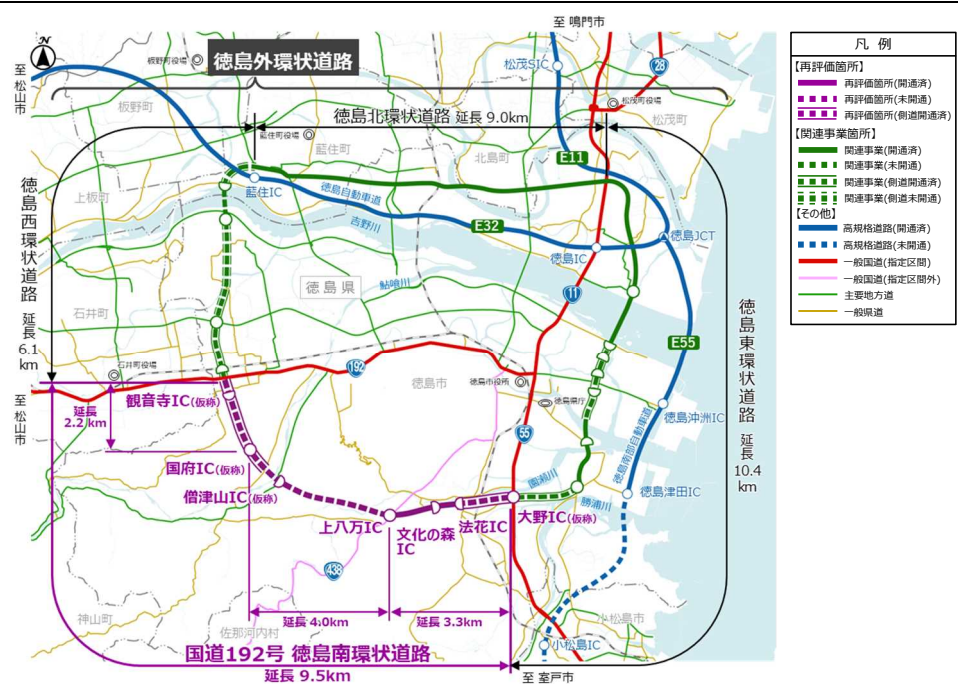 至 鳴門市
N
至 松山市
徳島外環状道路
板野町役場
板野町
松茂SIC
28
松茂町役場
松茂町
徳島北環状道路 延長 9.0km
藍住町役場
藍住町
北島町
E11
徳島西環状道路 延長 6.1 km
上板町
藍住IC
徳島自動車道
吉野川
E32
徳島JCT
徳島IC
徳島県
鮎喰川
11
石井町
徳島東環状道路 延長 10.4 km
E55
石井町役場
192
徳島市
徳島市役所
徳島県庁
至 松山市
延長 2.2 km
観音寺IC(仮称)
徳島沖洲IC
55
徳島南部自動車道
国府IC(仮称)
園瀬川
僧津山IC(仮称)
勝浦川
徳島津田IC
上八万IC
文化の森IC
法花IC
大野IC(仮称)
438
神山町
佐那河内村
延長 4.0km
延長 3.3km
小松島市
小松島IC
国道192号 徳島南環状道路
延長 9.5km
至 室戸市
凡 例
【再評価箇所】
再評価箇所(開通済)
再評価箇所(未開通)
再評価箇所(側道開通済)
【関連事業箇所】
関連事業(開通済)
関連事業(未開通)
関連事業(側道開通済)
関連事業(側道未開通)
【その他】
高規格道路(開通済)
高規格道路(未開通)
一般国道(指定区間)
一般国道(指定区間外)
主要地方道
一般県道